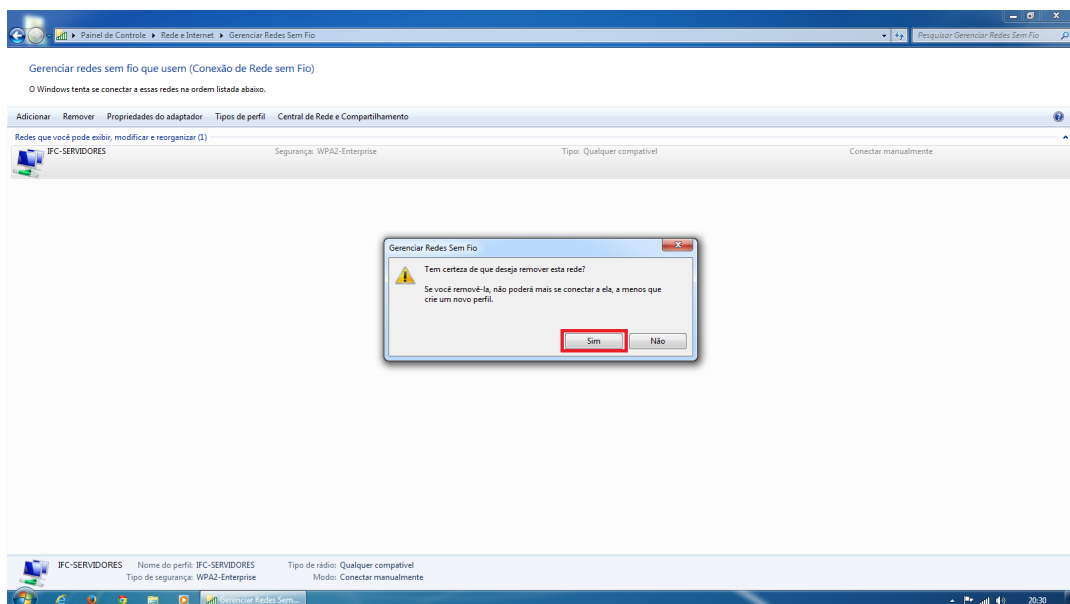 Painel de Controle ▸ Rede e Internet ▸ Gerenciar Redes Sem Fio
Pesquisar Gerenciar Redes Sem Fio
Gerenciar redes sem fio que usem (Conexão de Rede sem Fio)
O Windows tenta se conectar a essas redes na ordem listada abaixo.
Adicionar Remover Propriedades do adaptador Tipos de perfil Central de Rede e Compartilhamento
Redes que você pode exibir, modificar e reorganizar (1)
IFC-SERVIDORES Segurança: WPA2-Enterprise Tipo: Qualquer compatível Conectar manualmente
Gerenciar Redes Sem Fio
Tem certeza de que deseja remover esta rede?
Se você removê-la, não poderá mais se conectar a ela, a menos que
crie um novo perfil.
Sim Não
IFC-SERVIDORES Nome do perfil: IFC-SERVIDORES Tipo de rádio: Qualquer compatível
Tipo de segurança: WPA2-Enterprise Modo: Conectar manualmente
Gerenciar Redes Sem... 20:30